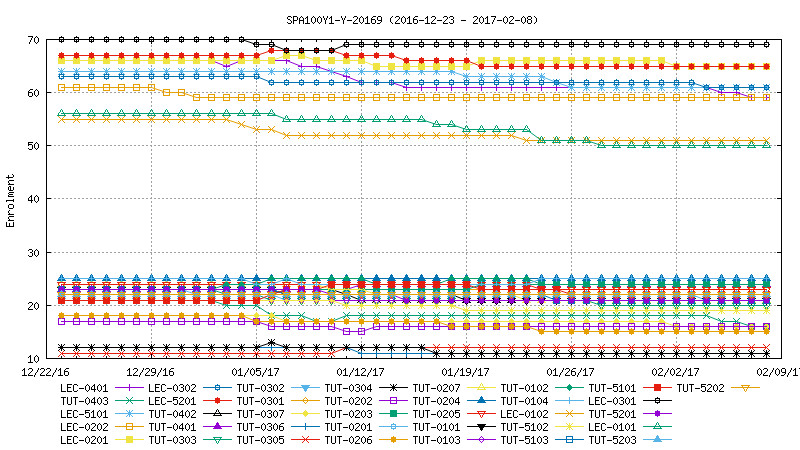 SPA100Y1-Y-20169 (2016-12-23 - 2017-02-08)
70
60
50
40
30
20
10
Enrolment
12/22/16 12/29/16 01/05/17 01/12/17 01/19/17 01/26/17 02/02/17 02/09/1
LEC-0401 LEC-0302 TUT-0302 TUT-0304 TUT-0207 TUT-0102 TUT-5101 TUT-5202
TUT-0403 LEC-5201 TUT-0301 TUT-0202 TUT-0204 TUT-0104 LEC-0301
LEC-5101 TUT-0402 TUT-0307 TUT-0203 TUT-0205 LEC-0102 TUT-5201
LEC-0202 TUT-0401 TUT-0306 TUT-0201 TUT-0101 TUT-5102 LEC-0101
LEC-0201 TUT-0303 TUT-0305 TUT-0206 TUT-0103 TUT-5103 TUT-5203